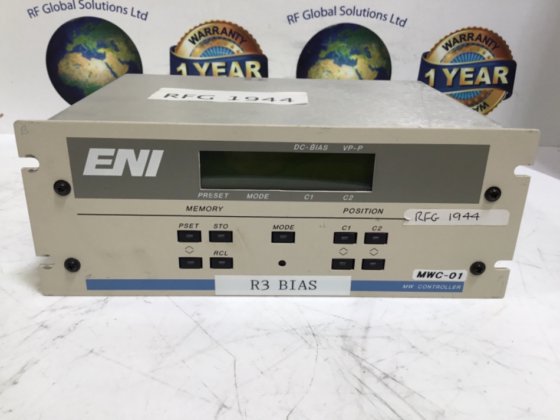 RF Global Solutions Ltd
RF Global Solutions Ltd
WARRANTY
1 YEAR
WARRANTY
1 YEAR
RFG 1944
ENI
DC-BIAS VP-P
PRESET MODE C1 C2
MEMORY POSITION
RFG 1944
PSET STO MODE C1 C2
RCL
MWC-01
R3 BIAS
MW CONTROLLER